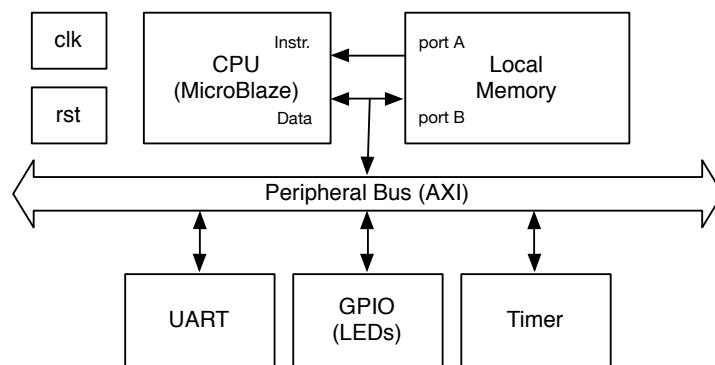 clk
rst
Instr.
CPU
(MicroBlaze)
Data
port A
Local
Memory
port B
Peripheral Bus (AXI)
UART
GPIO
(LEDs)
Timer